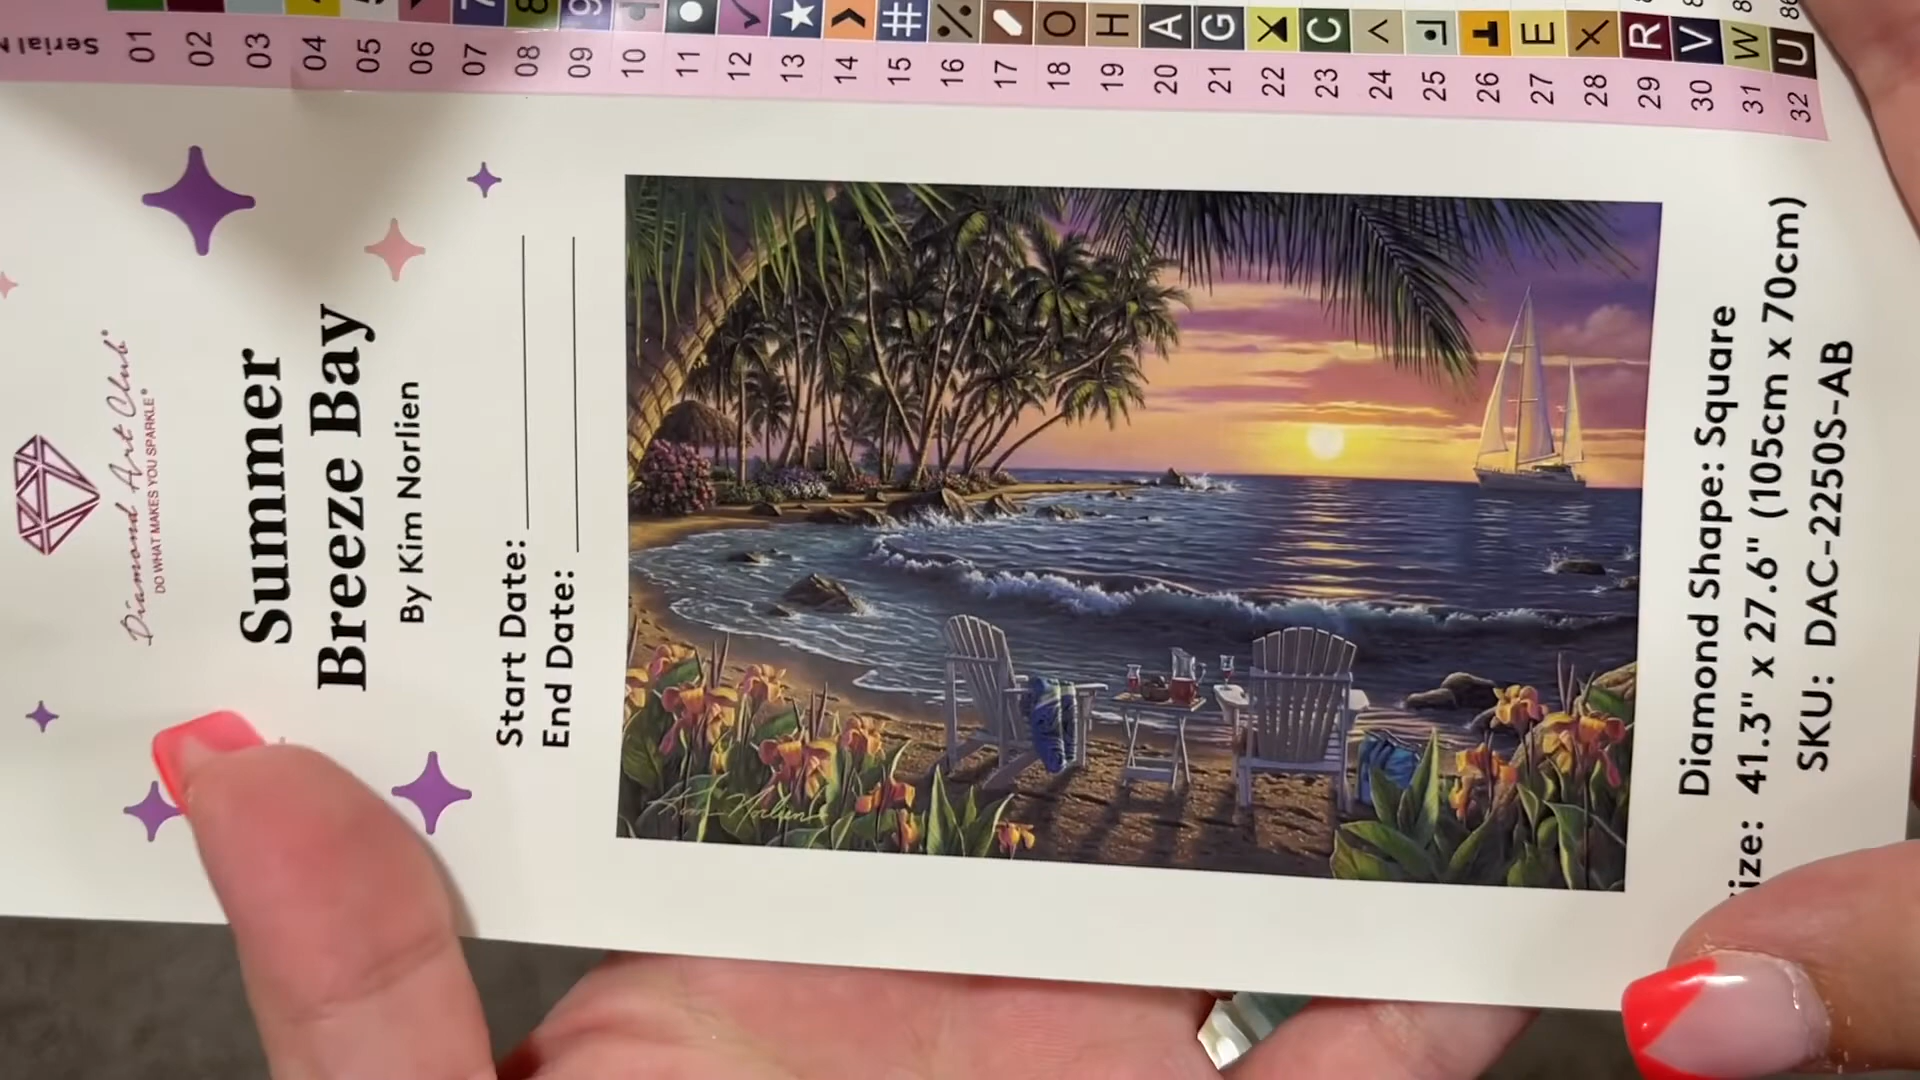 Diamond Art Club®
DO WHAT MAKES YOU SPARKLE®
Summer
Breeze Bay
By Kim Norlien
Start Date:
End Date:
Kim Norlien
Diamond Shape: Square
ize: 41.3" x 27.6" (105cm x 70cm)
SKU: DAC-2250S-AB
Serial
01 02 03 04 05 06 07 08 09 10 11 12 13 14 15 16 17 18 19 20 21 22 23 24 25 26 27 28 29 30 31 32
# % O H A G C E X R V W U